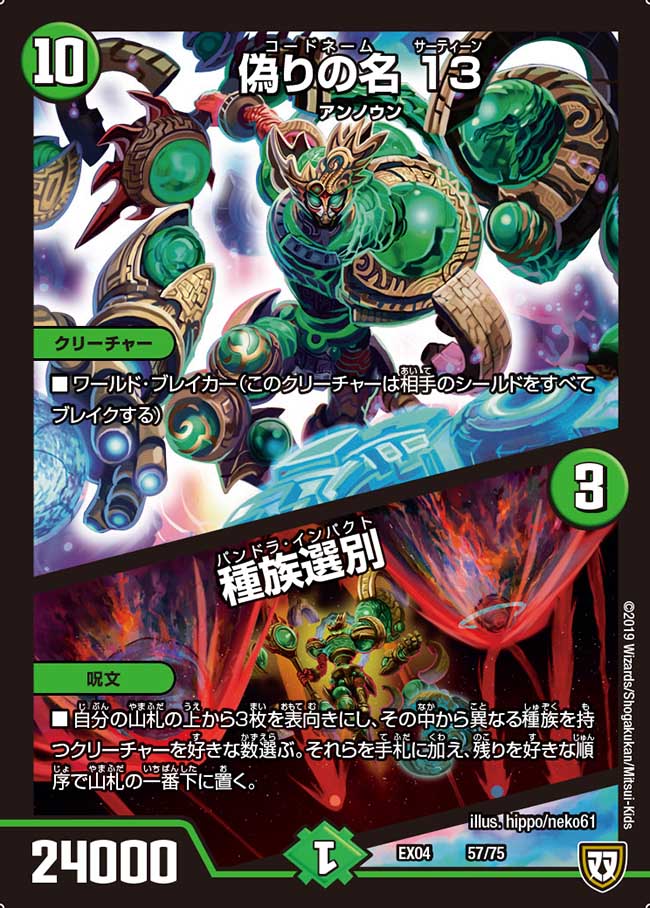 10
コードネーム サーティーン
偽りの名 13
アンノウン
クリーチャー
■ワールド・ブレイカー(このクリーチャーは相手のシールドをすべて
ブレイクする)
3
パンドラ・インパクト
種族選別
呪文
■自分の山札の上から3枚を表向きにし、その中から異なる種族を持
つクリーチャーを好きな数選ぶ。それらを手札に加え、残りを好きな順
序で山札の一番下に置く。
©2019 Wizards/Shogakukan/Mitsui-Kids
illus. hippo/neko61
24000
1
EX04 57/75